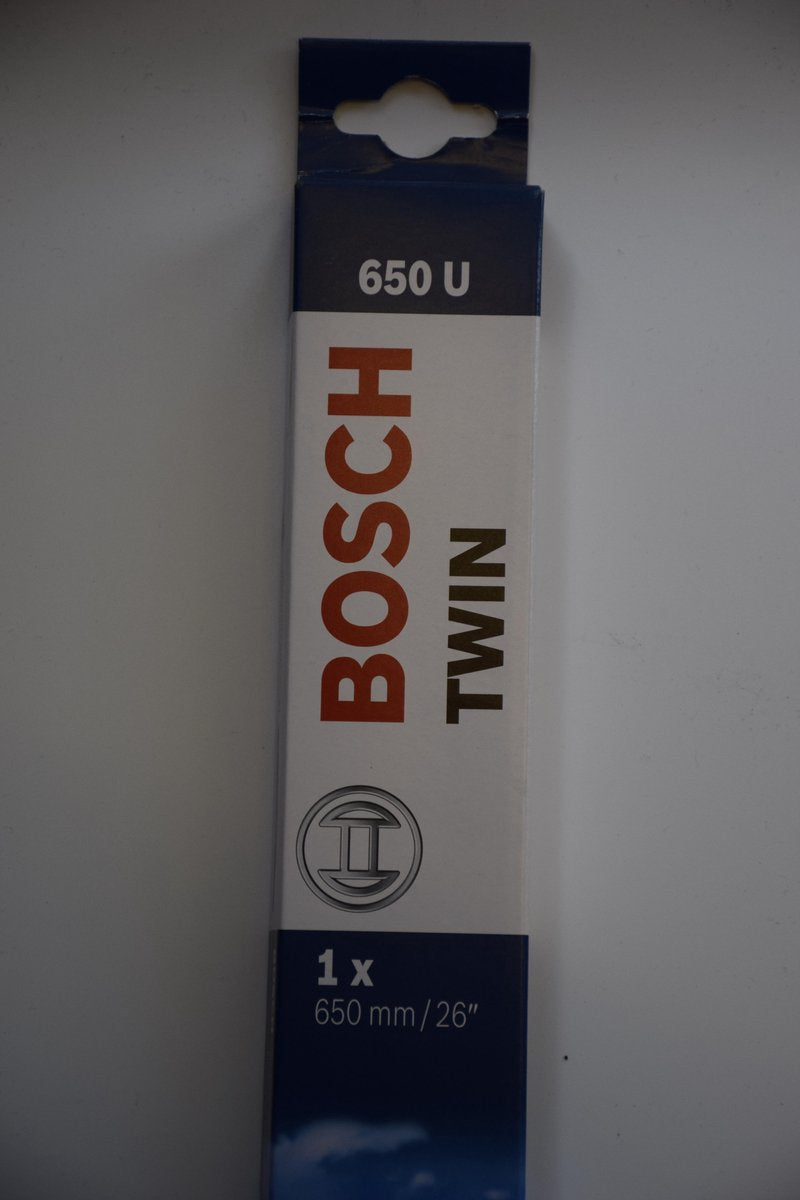 650 U
BOSCH
TWIN
1 x
650 mm / 26″